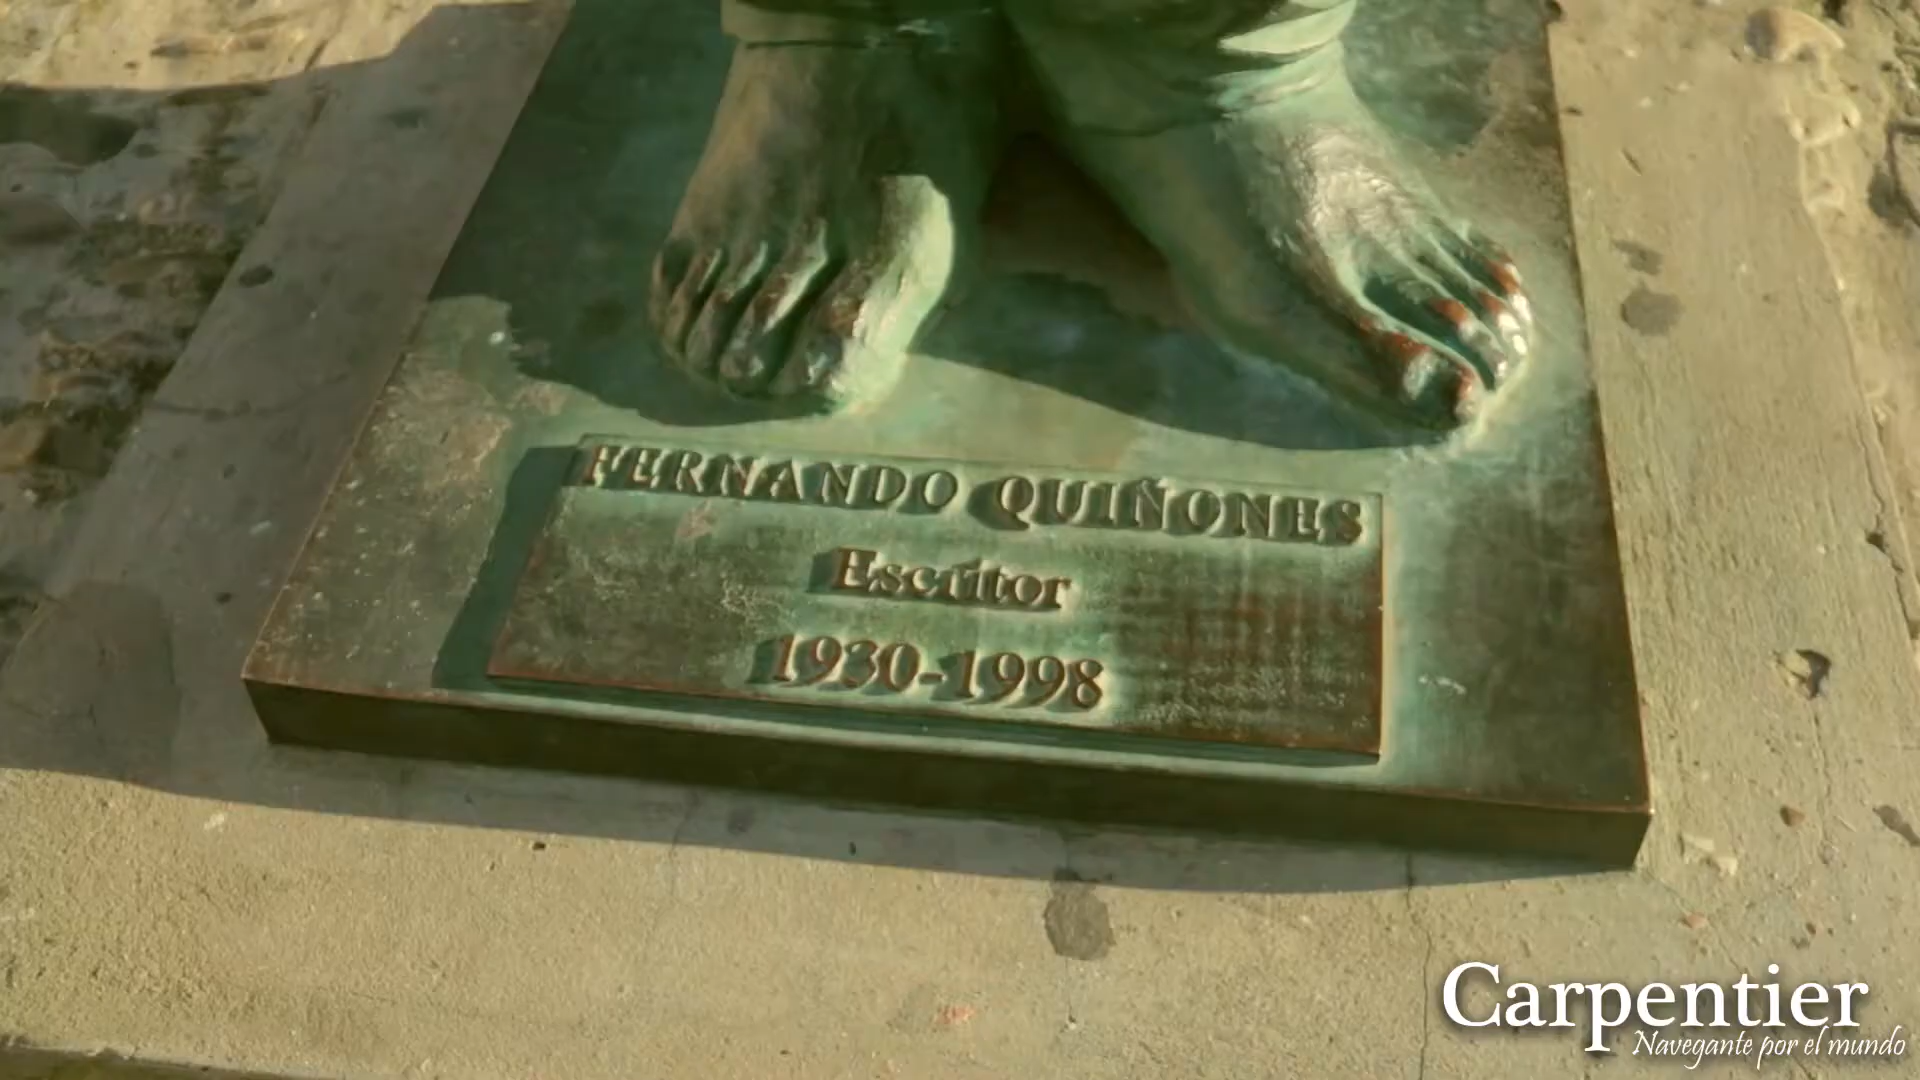 FERNANDO QUIÑONES
Escritor
1930-1998
Carpentier
Navegante por el mundo